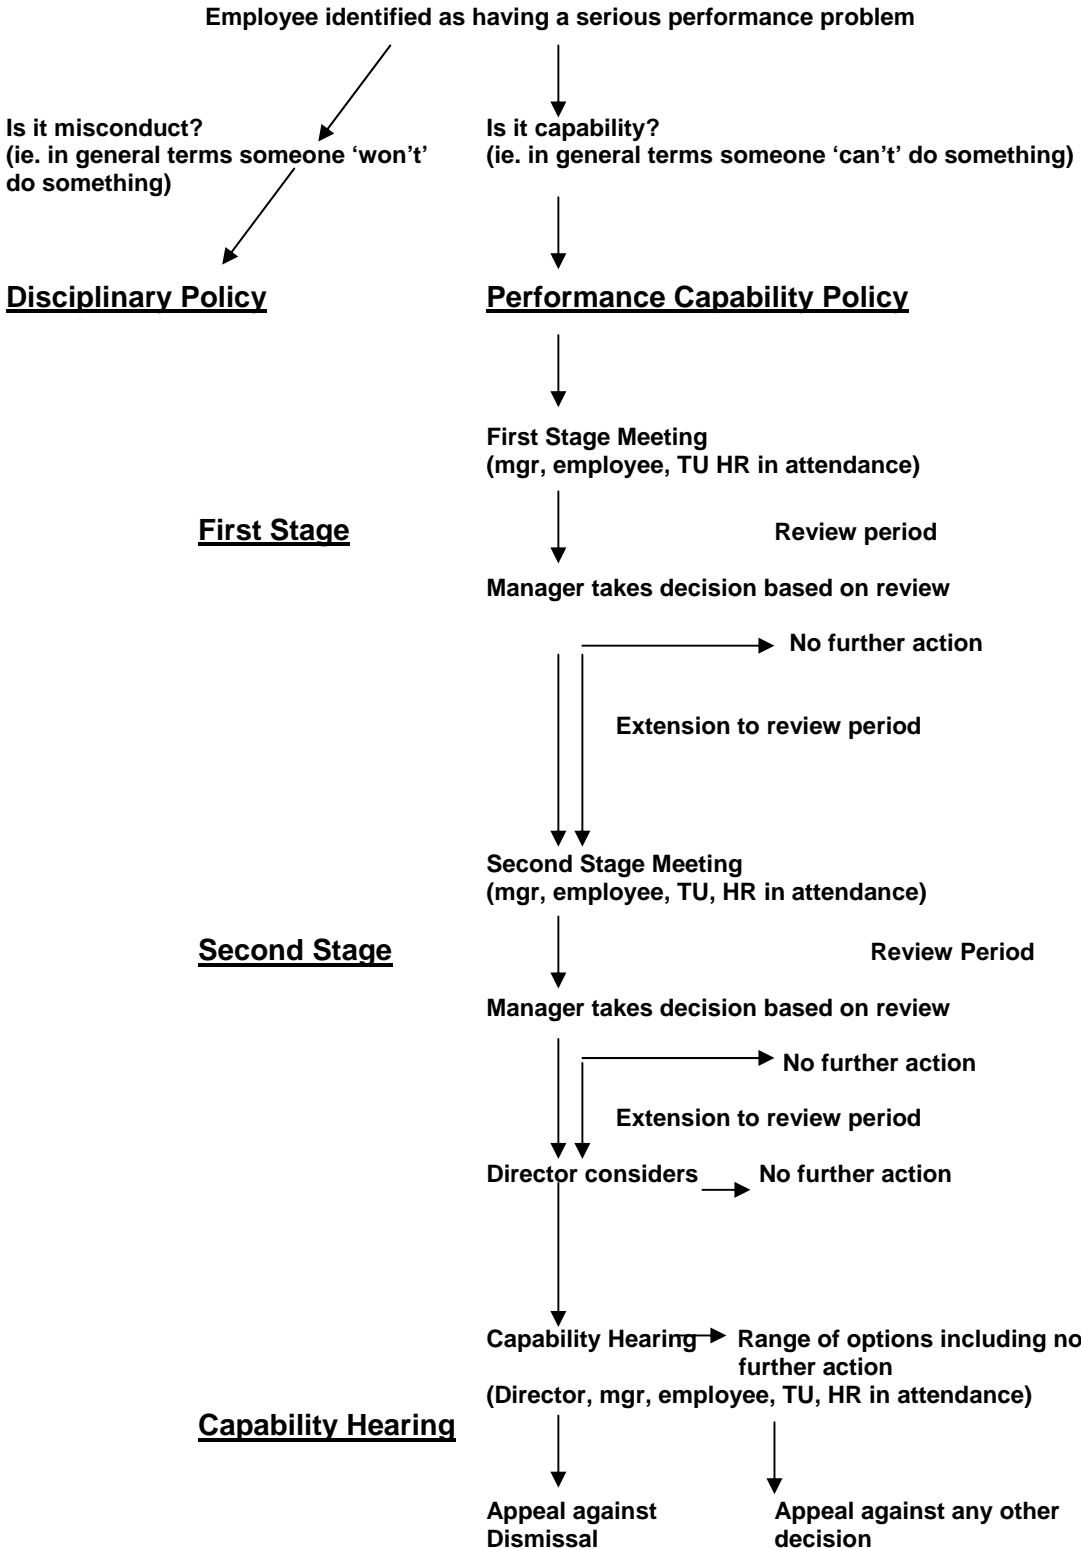 Employee identified as having a serious performance problem
Is it misconduct?
(ie. in general terms someone ‘won’t’
do something)
Is it capability?
(ie. in general terms someone ‘can’t’ do something)
Disciplinary Policy
Performance Capability Policy
First Stage Meeting
(mgr, employee, TU HR in attendance)
First Stage
Review period
Manager takes decision based on review
No further action
Extension to review period
Second Stage Meeting
(mgr, employee, TU, HR in attendance)
Second Stage
Review Period
Manager takes decision based on review
No further action
Extension to review period
Director considers
No further action
Capability Hearing
Range of options including no
further action
(Director, mgr, employee, TU, HR in attendance)
Capability Hearing
Appeal against
Dismissal
Appeal against any other
decision